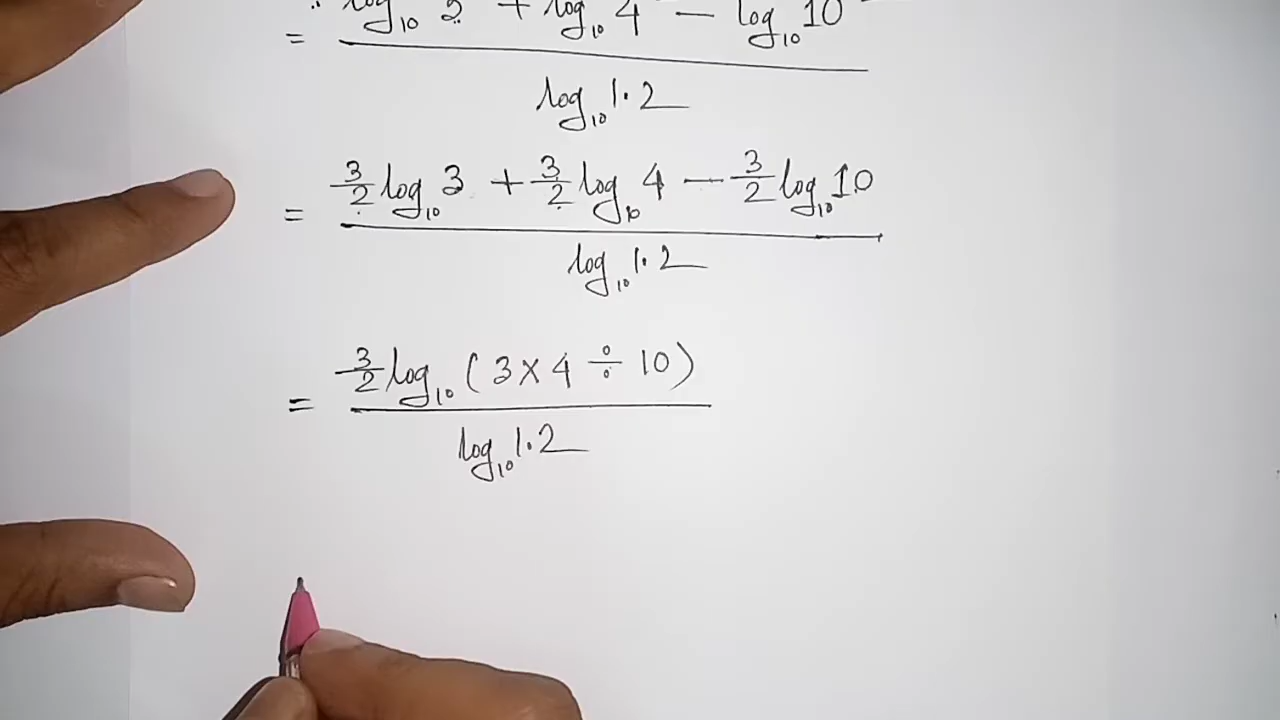 log₁₀ 3 + log₁₀ 4 − log₁₀ 10
=
log₁₀ 1.2
3/2 log₁₀ 3 + 3/2 log₁₀ 4 − 3/2 log₁₀ 10
=
log₁₀ 1.2
3/2 log₁₀ (3 × 4 ÷ 10)
=
log₁₀ 1.2